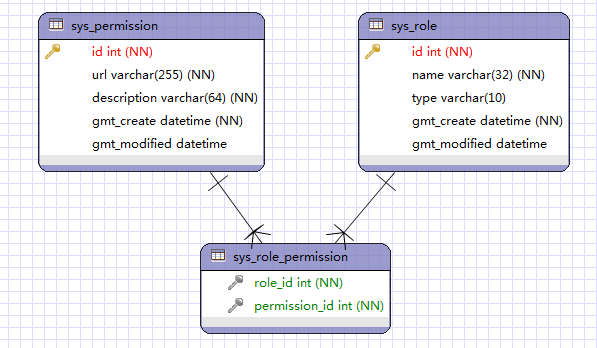 sys_permission
id int (NN)
url varchar(255) (NN)
description varchar(64) (NN)
gmt_create datetime (NN)
gmt_modified datetime
sys_role
id int (NN)
name varchar(32) (NN)
type varchar(10)
gmt_create datetime (NN)
gmt_modified datetime
sys_role_permission
role_id int (NN)
permission_id int (NN)